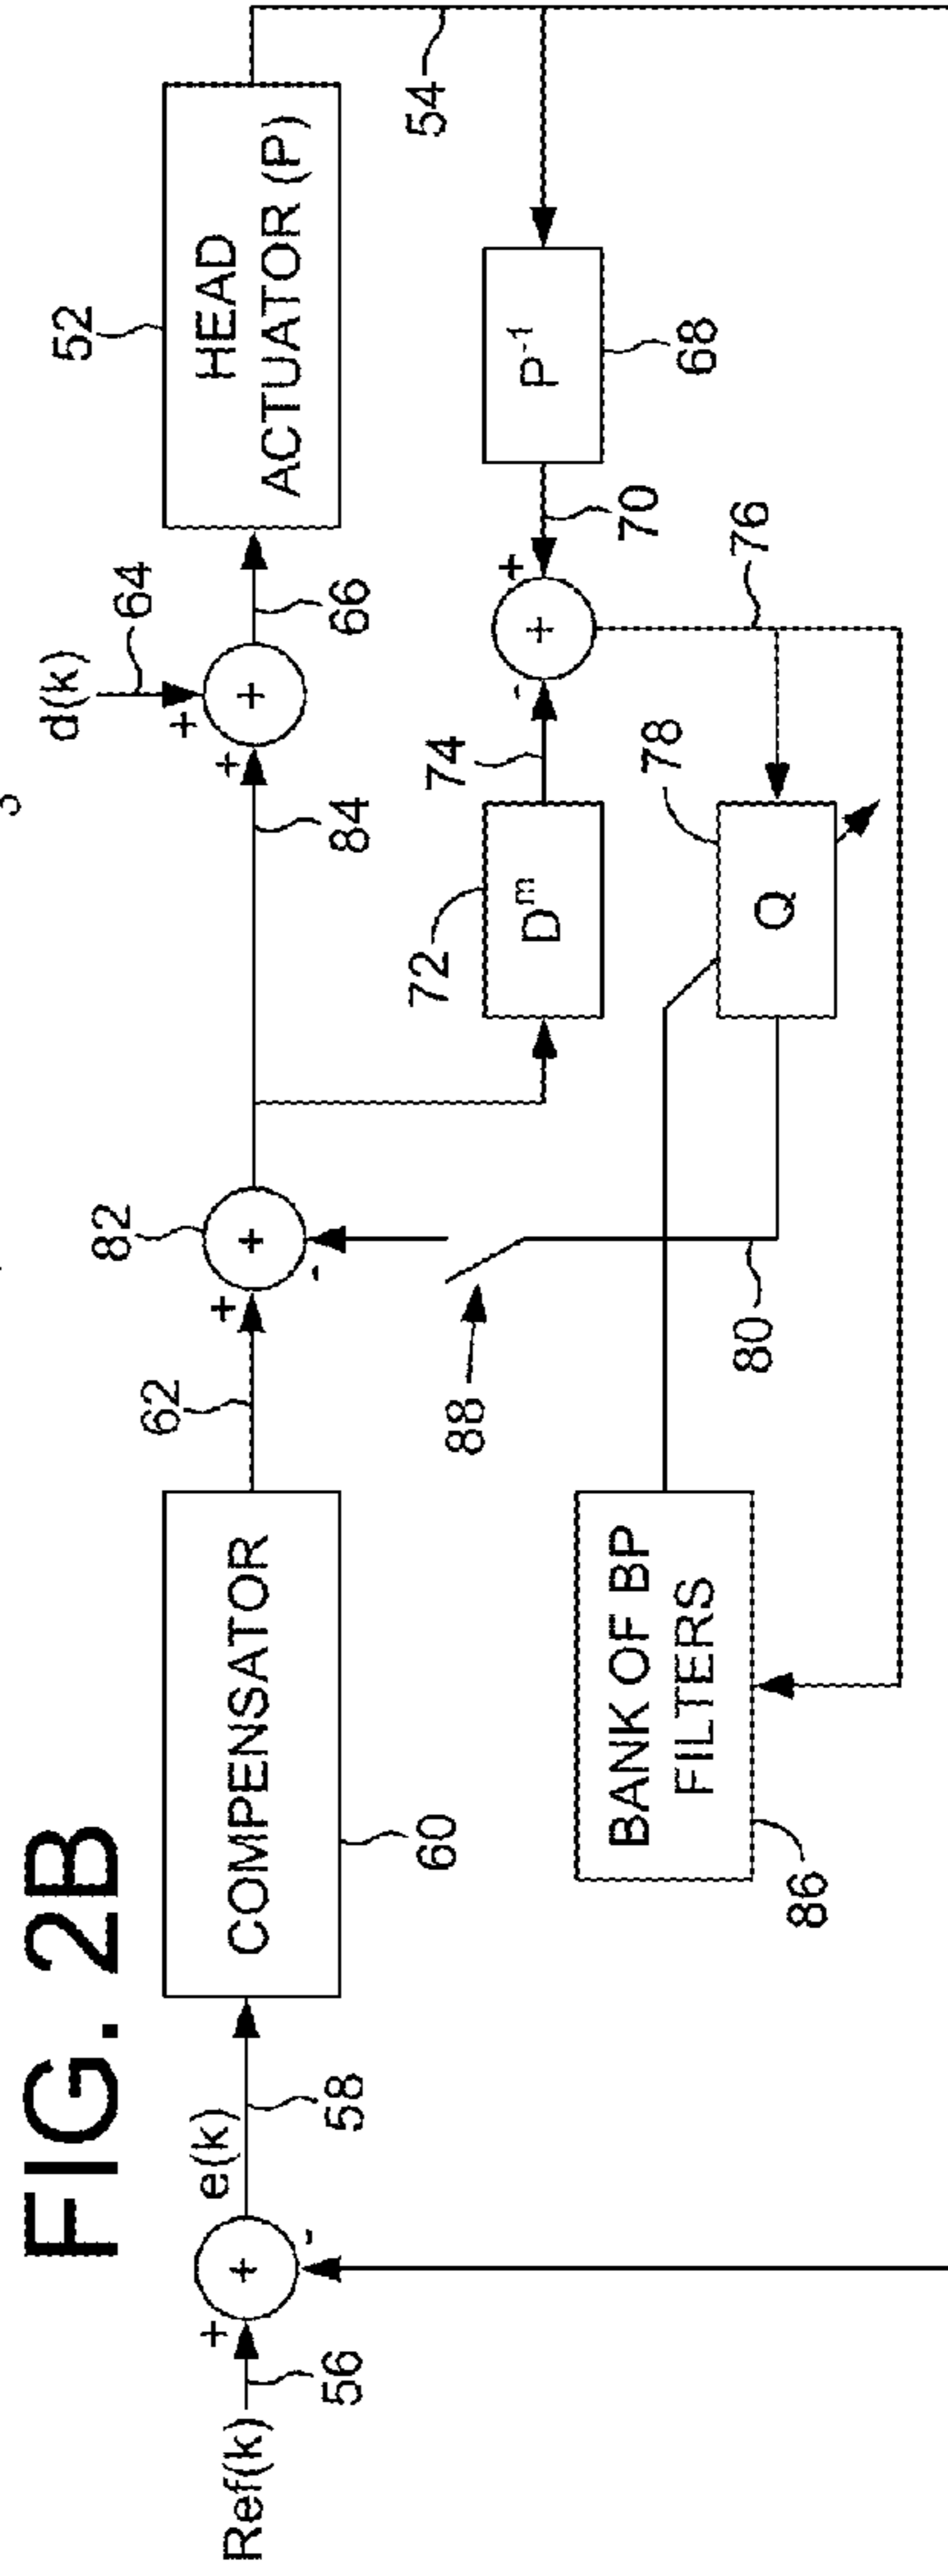 FIG. 2B
Ref(k)
56
e(k)
58
COMPENSATOR
60
62
82
84
d(k)
64
66
HEAD
ACTUATOR (P)
52
54
P⁻¹
68
70
Dᵐ
72
74
76
Q
78
80
88
BANK OF BP
FILTERS
86
+
+
-
+
+
-
+
+
+
+
+
-